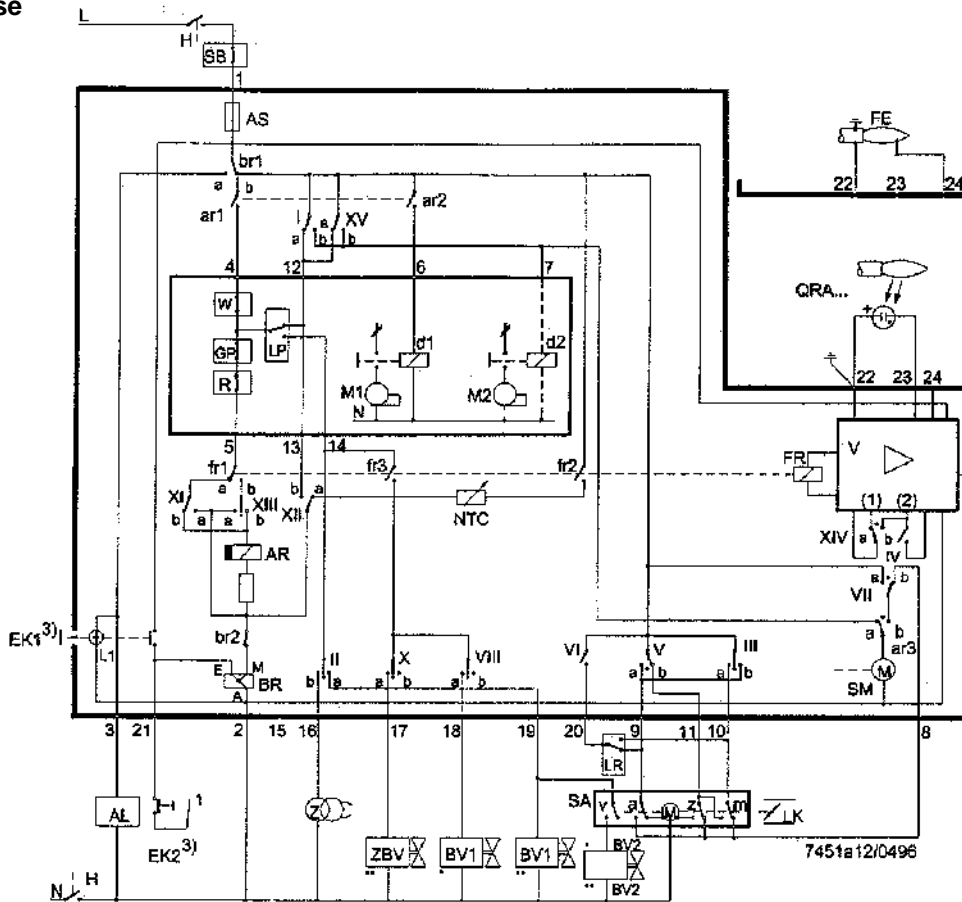 se
L
H
SB
1
AS
FE
br1
a b
22 23 24
ar1
ar2
I a XV
a b b
4 12 6 7
QRA...
W
+
LP
d1 d2
GP
22 23 24
M1 M2
R
N
V
5 13 14
FR
fr1 fr3 fr2
a b b a
XI XIII XII
(1) (2)
b a a b
NTC
XIV a b IV
AR
a b
VII
EK1 3)
a b
L1
br2
ar3
VI V III
II X VIII
E M
b a a b a b a b a b
M
BR
SM
A
3 21 2 15 16 17 18 19 20 9 11 10 8
LR
SA v a M z m
LK
AL
1
Z
EK2 3)
ZBV BV1 BV1 BV2
** * ** * **
BV2
7451a12/0496
N H